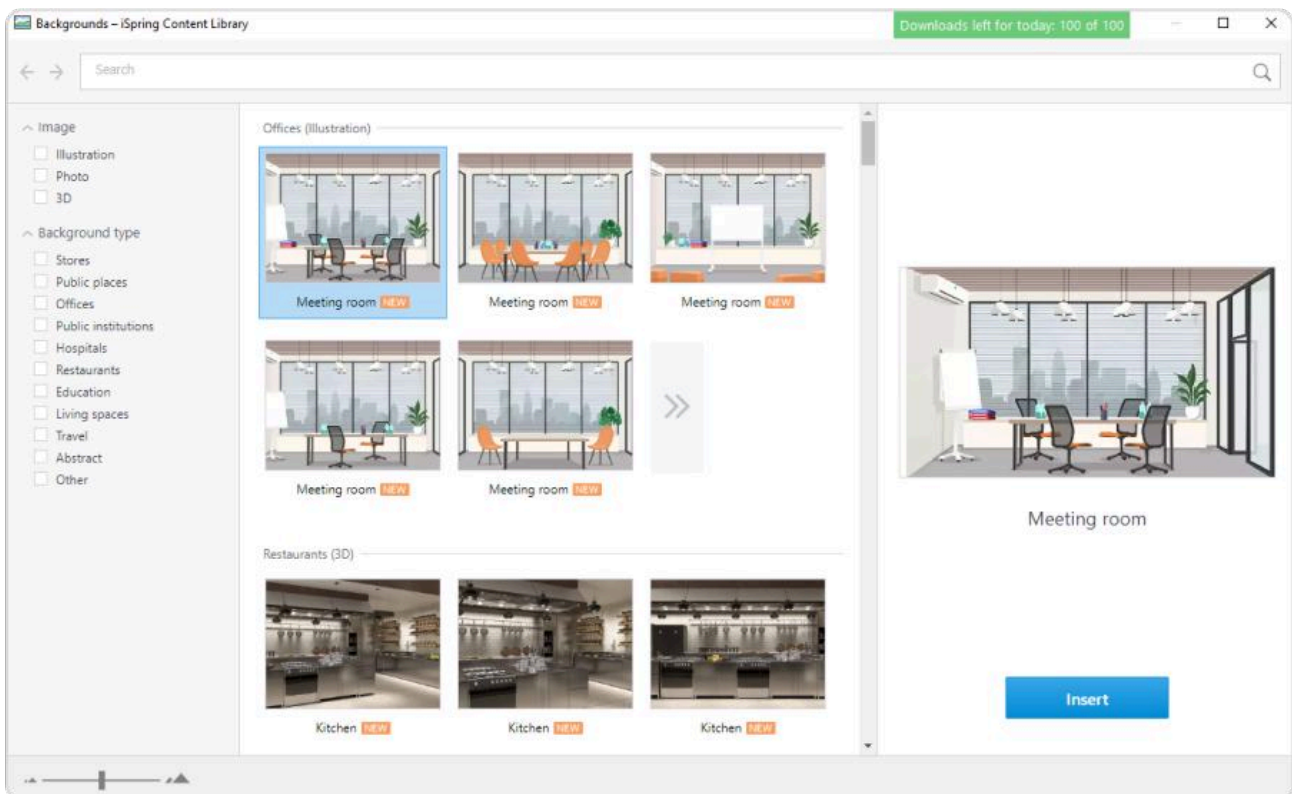 Backgrounds – iSpring Content Library
Downloads left for today: 100 of 100
Search
Image
Illustration
Photo
3D
Background type
Stores
Public places
Offices
Public institutions
Hospitals
Restaurants
Education
Living spaces
Travel
Abstract
Other
Offices (Illustration)
Meeting room NEW
Meeting room NEW
Meeting room NEW
Meeting room NEW
Meeting room NEW
Restaurants (3D)
Kitchen NEW
Kitchen NEW
Kitchen NEW
Meeting room
Insert